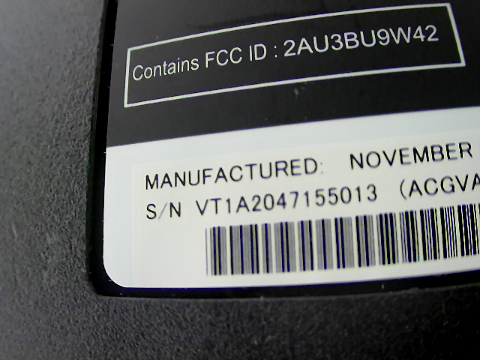 Contains FCC ID : 2AU3BU9W42
MANUFACTURED: NOVEMBER
S/N VT1A2047155013 (ACGVA